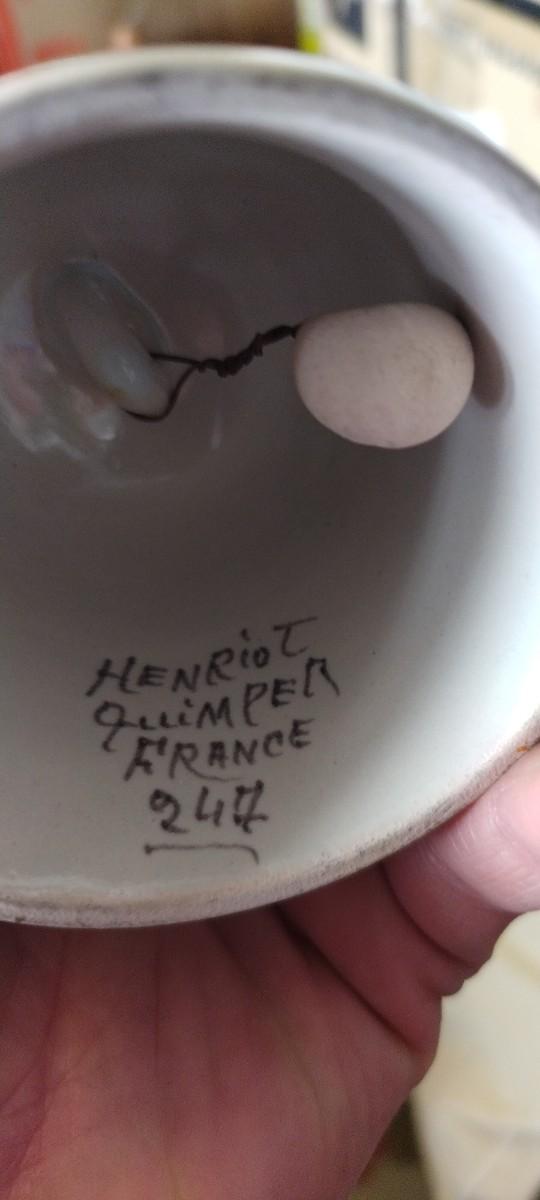 HENRiOT
QuiMPER
FRANCE
247